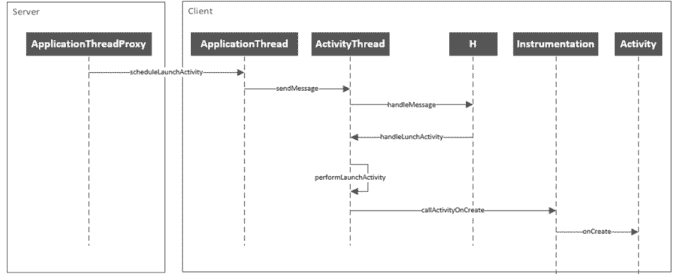 Server
Client
ApplicationThreadProxy
ApplicationThread
ActivityThread
H
Instrumentation
Activity
scheduleLaunchActivity
sendMessage
handleMessage
handleLunchActivity
performLaunchActivity
callActivityOnCreate
onCreate